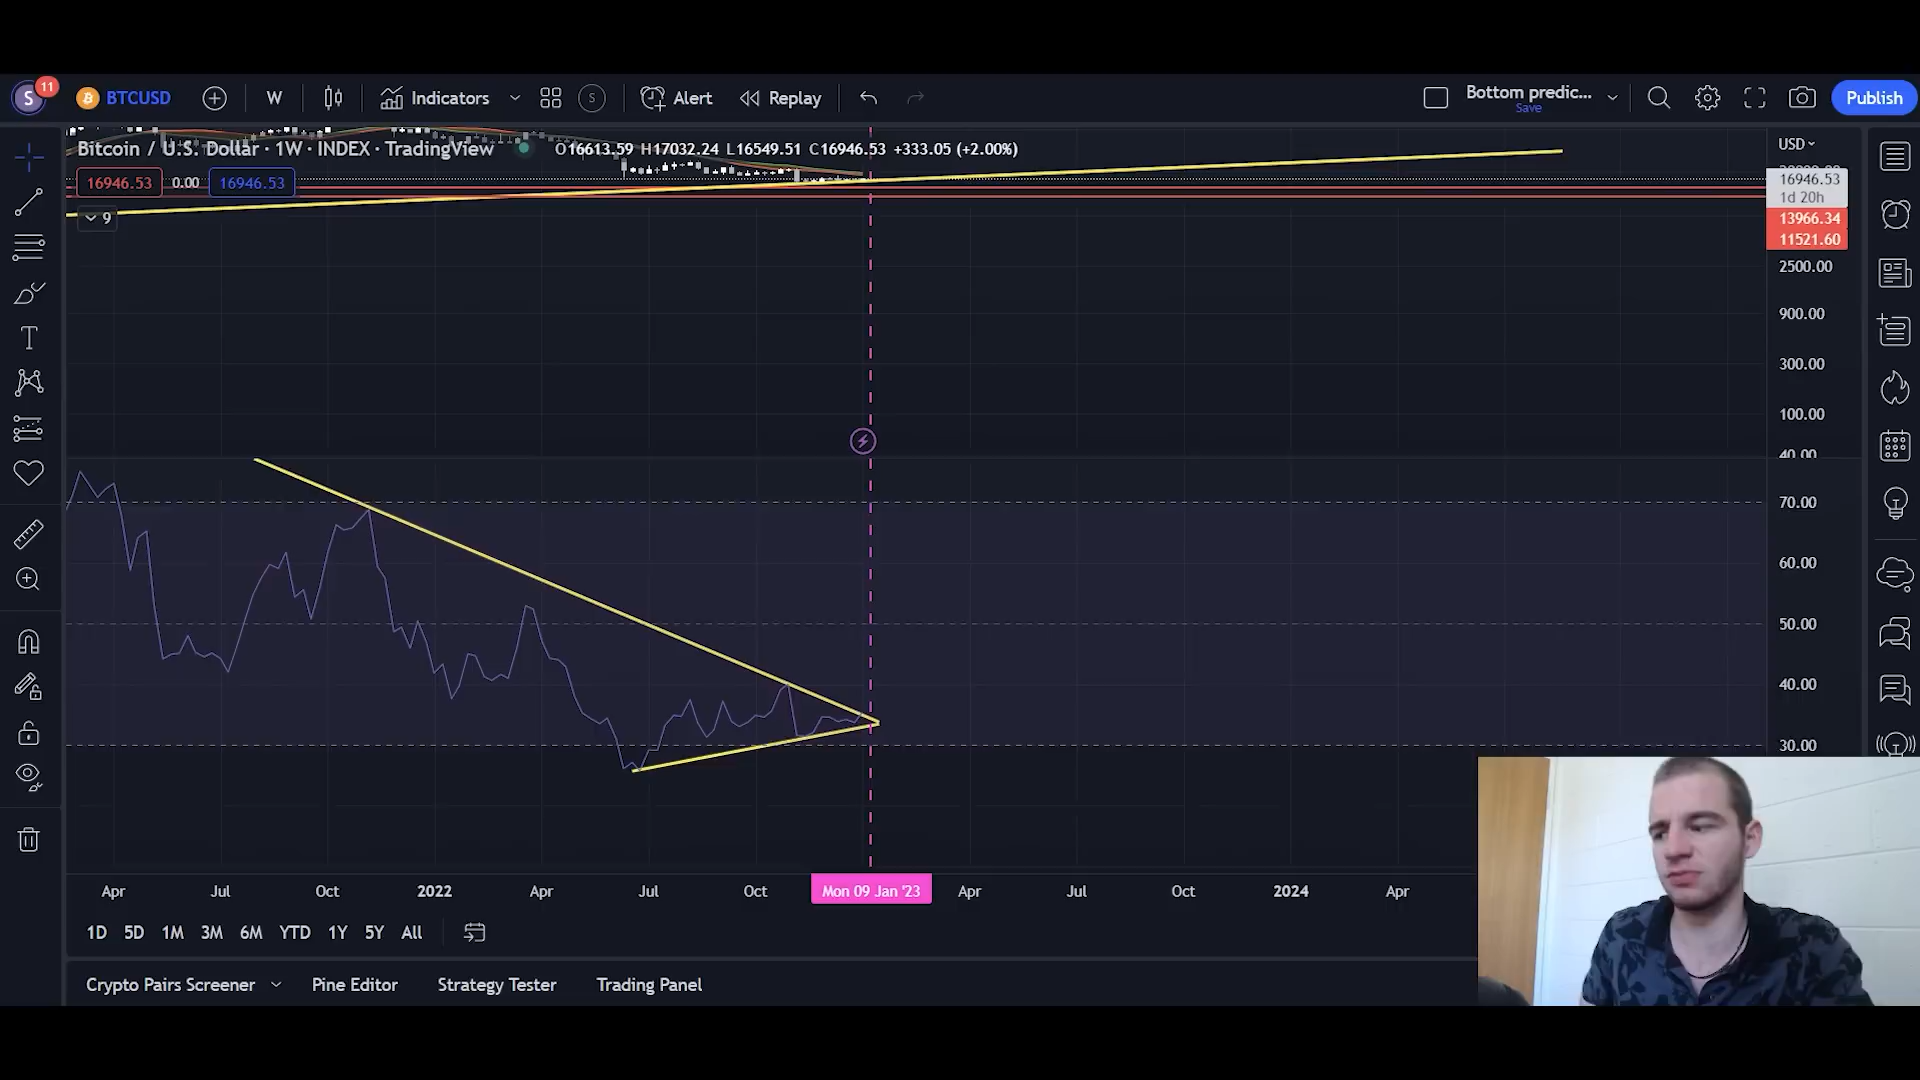 S 11 BTCUSD W Indicators S Alert Replay Bottom predic... Save Publish
Bitcoin / U.S. Dollar · 1W · INDEX · TradingView O16613.59 H17032.24 L16549.51 C16946.53 +333.05 (+2.00%)
USD
16946.53 0.00 16946.53
16946.53
1d 20h
9
13966.34
11521.60
2500.00
900.00
300.00
100.00
40.00
70.00
60.00
50.00
40.00
30.00
Apr Jul Oct 2022 Apr Jul Oct Mon 09 Jan '23 Apr Jul Oct 2024 Apr
1D 5D 1M 3M 6M YTD 1Y 5Y All
Crypto Pairs Screener Pine Editor Strategy Tester Trading Panel